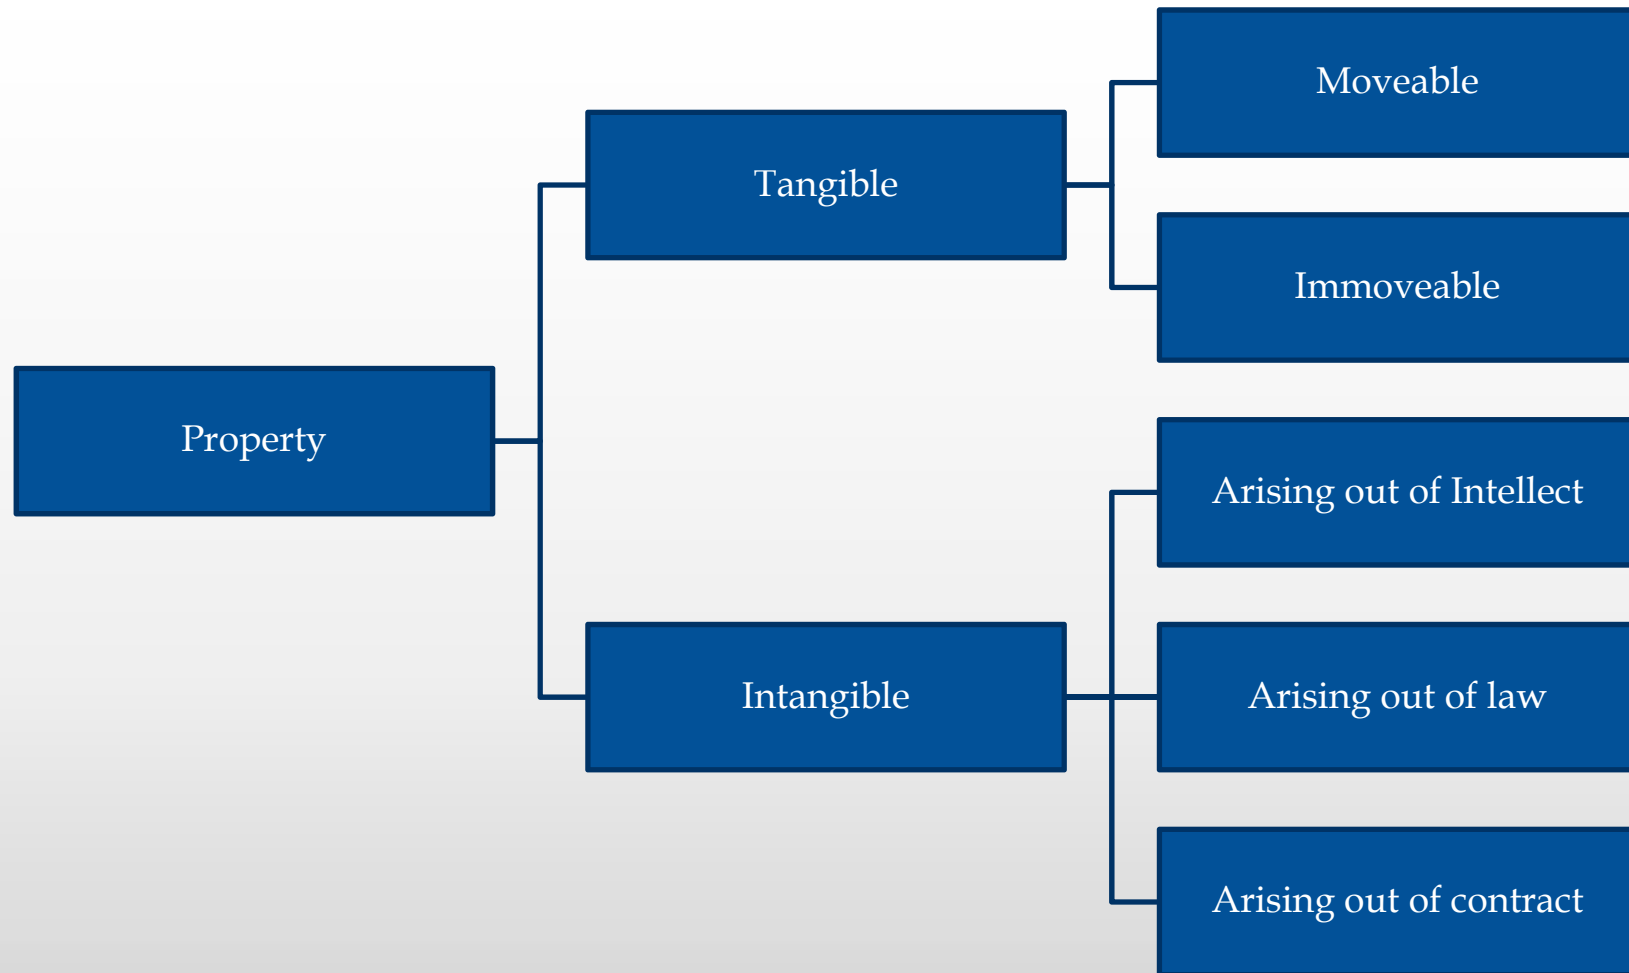 Property
Tangible
Moveable
Immoveable
Intangible
Arising out of Intellect
Arising out of law
Arising out of contract